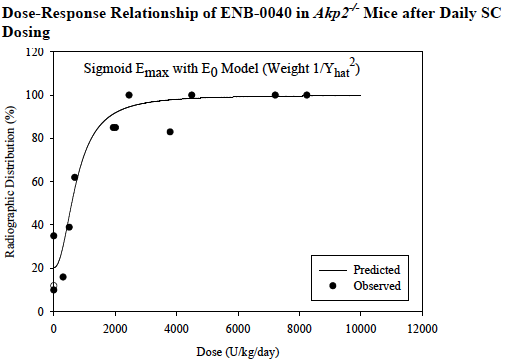 Dose-Response Relationship of ENB-0040 in Akp2-/- Mice after Daily SC
Dosing
Sigmoid Emax with E0 Model (Weight 1/Yhat2)
120
100
80
60
40
20
0
Radiographic Distribution (%)
Predicted
Observed
0 2000 4000 6000 8000 10000 12000
Dose (U/kg/day)